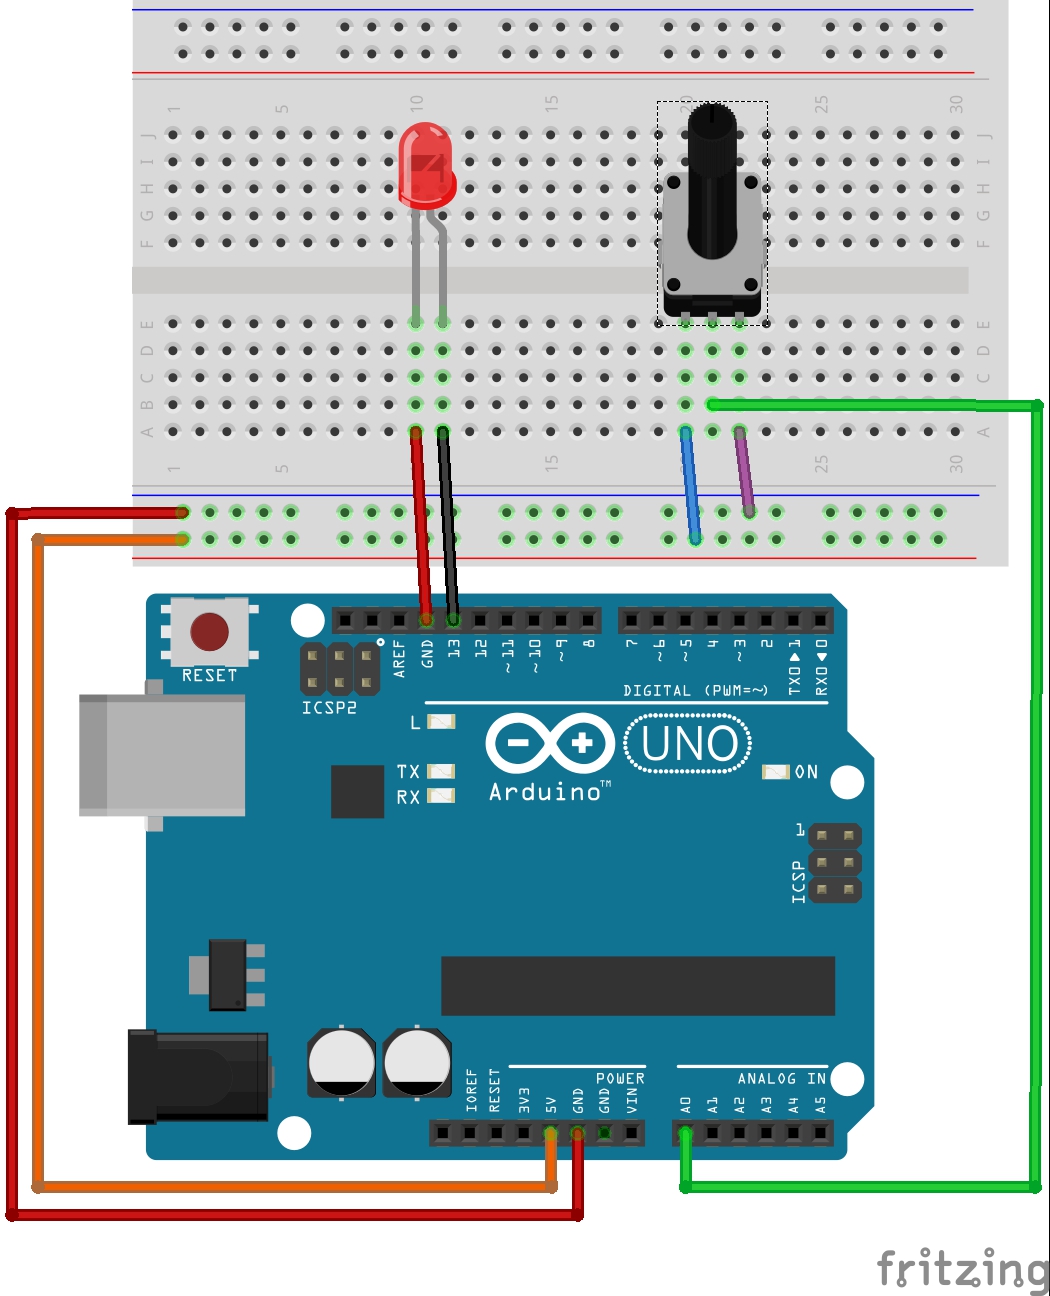 1 5 10 15 20 25 30
J J
I I
H H
G G
F F
E E
D D
C C
B B
A A
1 5 15 25 30
RESET
ICSP2
AREF GND 13 12 ~11 ~10 ~9 8 7 ~6 ~5 4 ~3 2 TX0▶1 RX0◀0
DIGITAL (PWM=~)
L
TX
RX
UNO
Arduino™
ON
1
ICSP
POWER
ANALOG IN
IOREF RESET 3V3 5V GND GND VIN A0 A1 A2 A3 A4 A5
fritzing